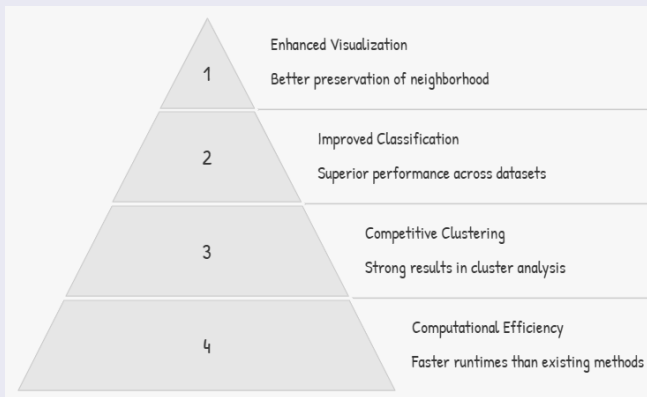 1
Enhanced Visualization
Better preservation of neighborhood
2
Improved Classification
Superior performance across datasets
3
Competitive Clustering
Strong results in cluster analysis
4
Computational Efficiency
Faster runtimes than existing methods